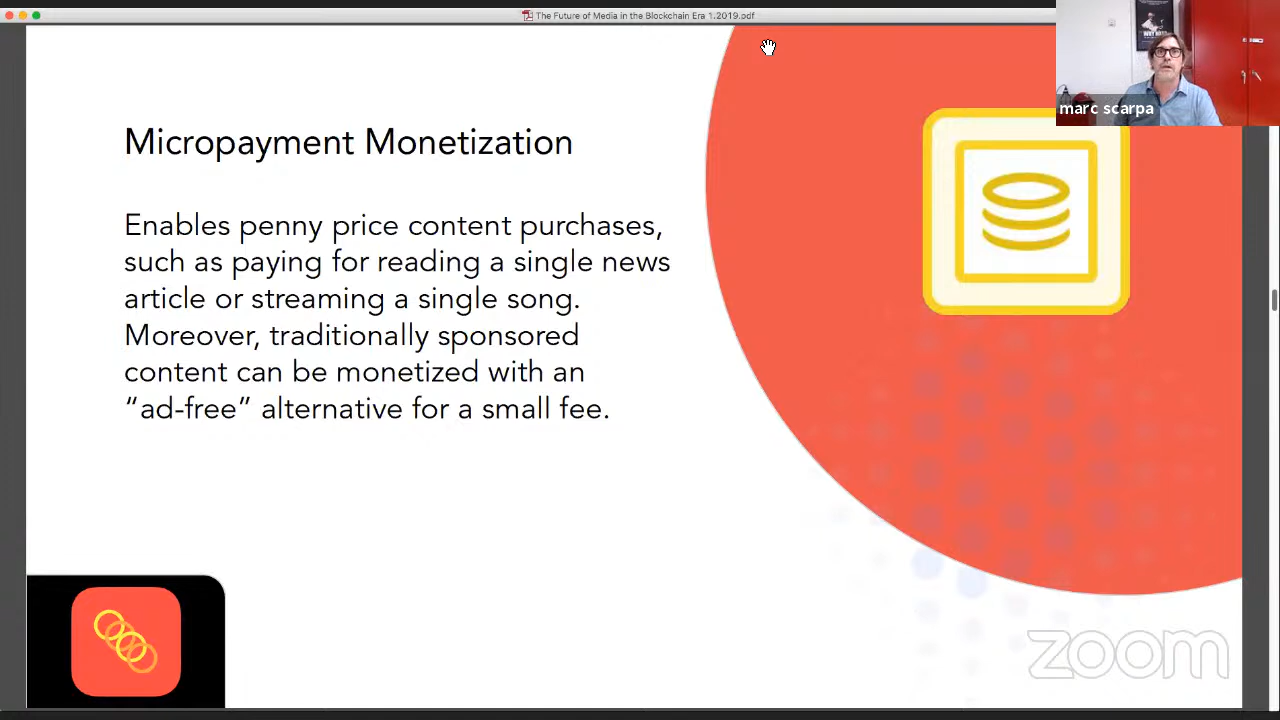 The Future of Media in the Blockchain Era 1.2019.pdf
marc scarpa
Micropayment Monetization
Enables penny price content purchases,
such as paying for reading a single news
article or streaming a single song.
Moreover, traditionally sponsored
content can be monetized with an
“ad-free” alternative for a small fee.
zoom